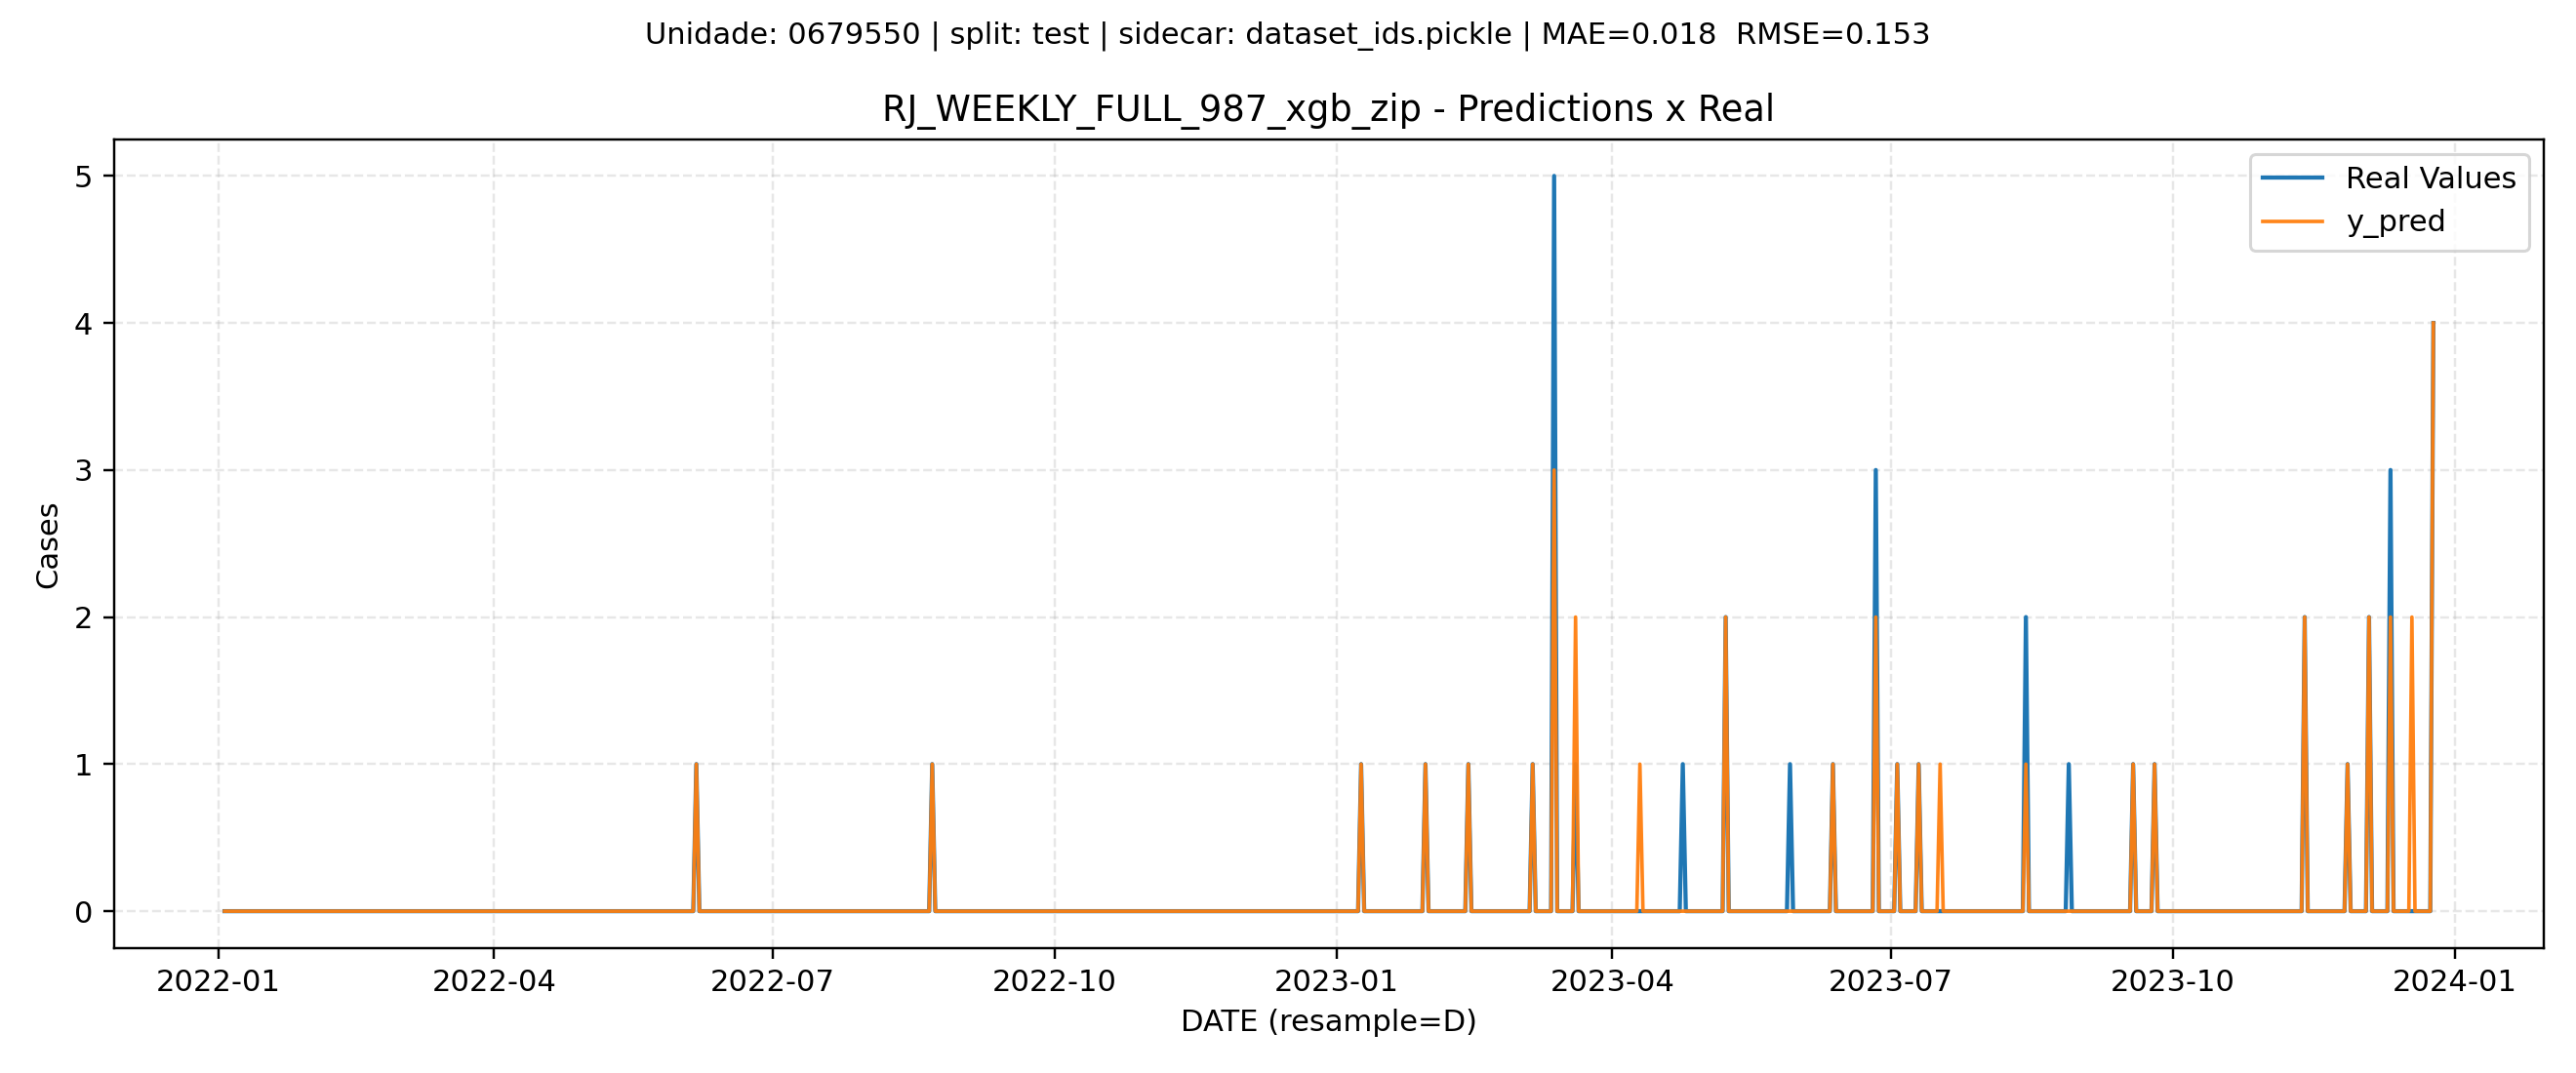 Unidade: 0679550 | split: test | sidecar: dataset_ids.pickle | MAE=0.018  RMSE=0.153
RJ_WEEKLY_FULL_987_xgb_zip - Predictions x Real
Real Values
y_pred
Cases
5
4
3
2
1
0
2022-01
2022-04
2022-07
2022-10
2023-01
2023-04
2023-07
2023-10
2024-01
DATE (resample=D)